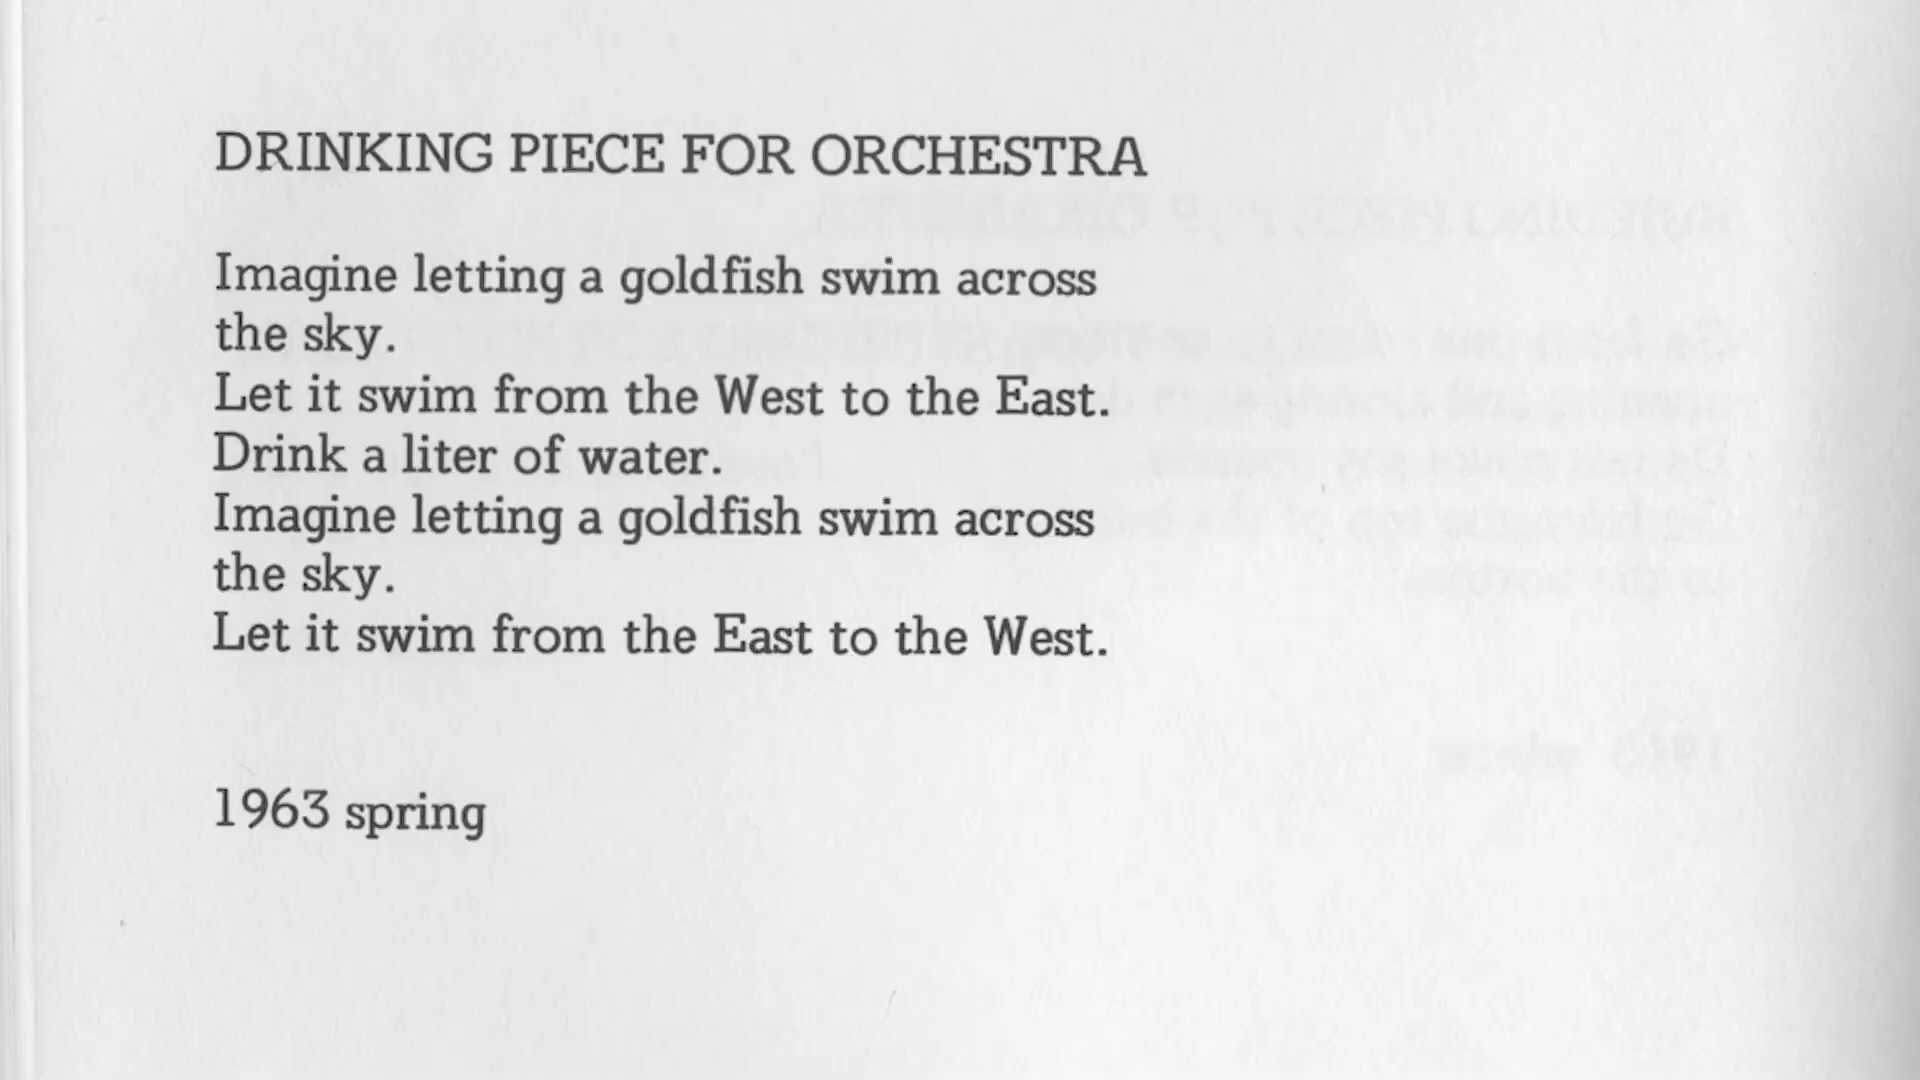 DRINKING PIECE FOR ORCHESTRA
Imagine letting a goldfish swim across
the sky.
Let it swim from the West to the East.
Drink a liter of water.
Imagine letting a goldfish swim across
the sky.
Let it swim from the East to the West.
1963 spring